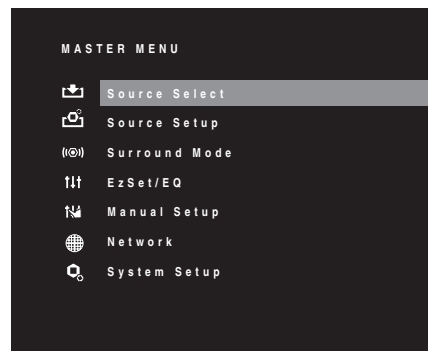 MASTER MENU
Source Select
Source Setup
Surround Mode
EzSet/EQ
Manual Setup
Network
System Setup